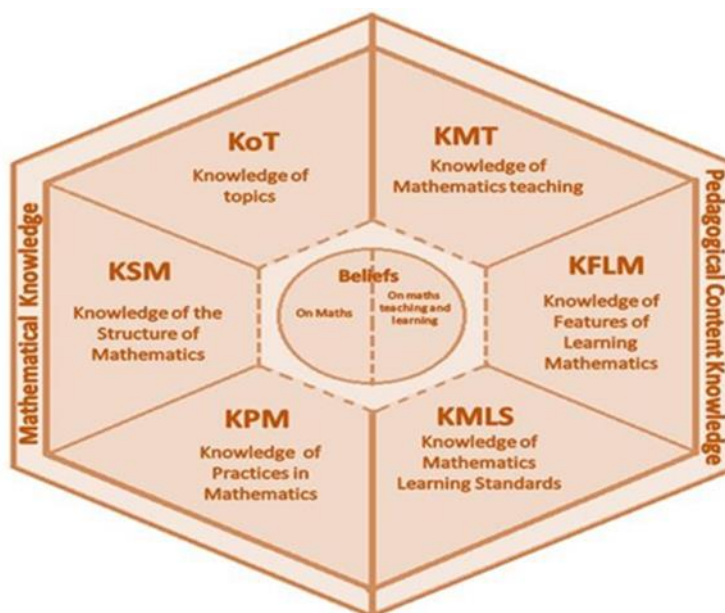 KoT
Knowledge of
topics
KMT
Knowledge of
Mathematics teaching
Mathematical Knowledge
KSM
Knowledge of the
Structure of
Mathematics
Beliefs
On Maths
On maths
teaching and
learning
KFLM
Knowledge of
Features of
Learning
Mathematics
Pedagogical Content Knowledge
KPM
Knowledge of
Practices in
Mathematics
KMLS
Knowledge of
Mathematics
Learning Standards